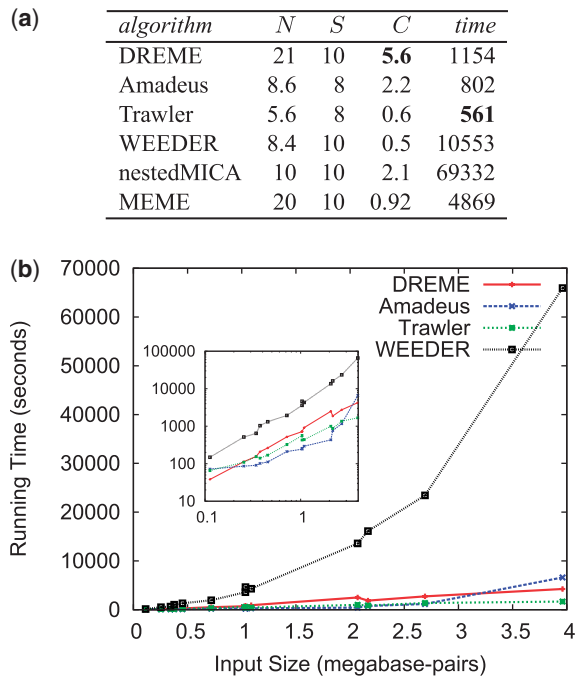 (a)
algorithm N S C time
DREME 21 10 5.6 1154
Amadeus 8.6 8 2.2 802
Trawler 5.6 8 0.6 561
WEEDER 8.4 10 0.5 10553
nestedMICA 10 10 2.1 69332
MEME 20 10 0.92 4869
(b)
70000
60000
50000
40000
30000
20000
10000
0
Running Time (seconds)
DREME
Amadeus
Trawler
WEEDER
100000
10000
1000
100
10
0.1 1
0 0.5 1 1.5 2 2.5 3 3.5 4
Input Size (megabase-pairs)